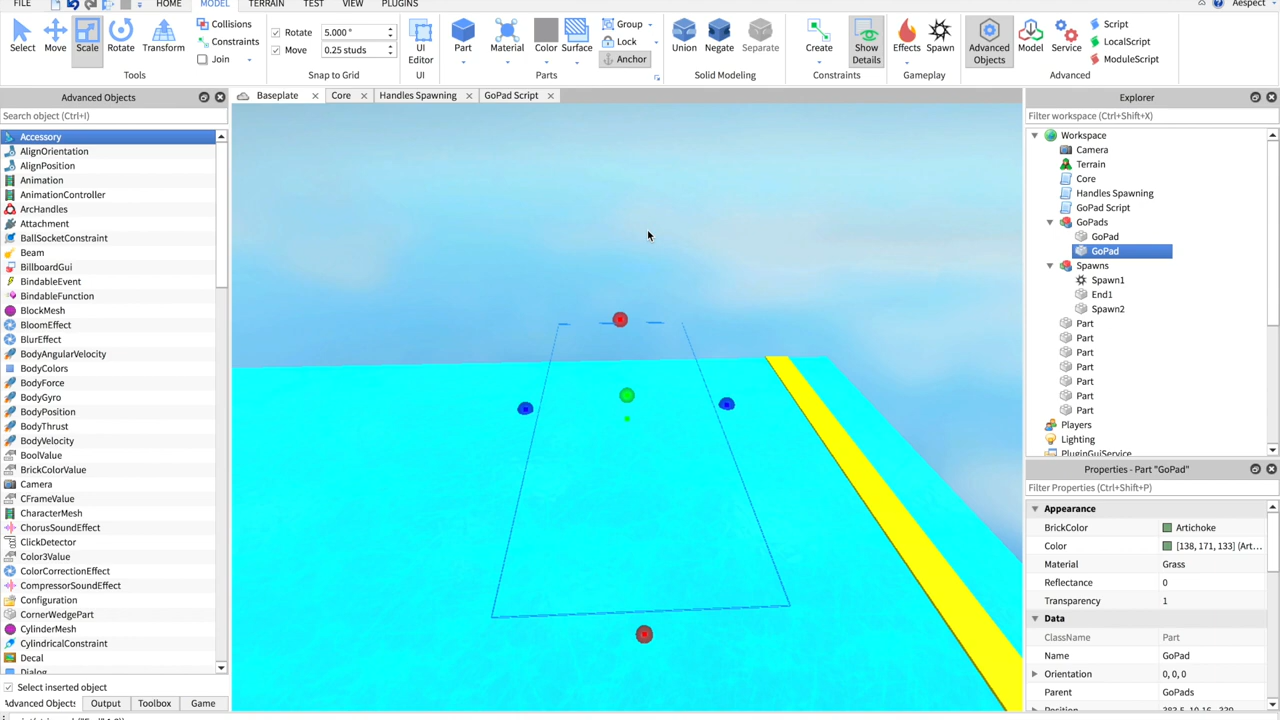 FILE HOME MODEL TERRAIN TEST VIEW PLUGINS Aespect
Select Move Scale Rotate Transform
Collisions
Constraints
Join
Tools
Rotate 5.000 °
Move 0.25 studs
Snap to Grid
UI Editor
UI
Part Material Color Surface
Group
Lock
Anchor
Parts
Union Negate Separate
Solid Modeling
Create Show Details
Constraints
Effects Spawn
Gameplay
Advanced Objects Model Service
Script
LocalScript
ModuleScript
Advanced
Advanced Objects
Search object (Ctrl+I)
Accessory
AlignOrientation
AlignPosition
Animation
AnimationController
ArcHandles
Attachment
BallSocketConstraint
Beam
BillboardGui
BindableEvent
BindableFunction
BlockMesh
BloomEffect
BlurEffect
BodyAngularVelocity
BodyColors
BodyForce
BodyGyro
BodyPosition
BodyThrust
BodyVelocity
BoolValue
BrickColorValue
Camera
CFrameValue
CharacterMesh
ChorusSoundEffect
ClickDetector
Color3Value
ColorCorrectionEffect
CompressorSoundEffect
Configuration
CornerWedgePart
CylinderMesh
CylindricalConstraint
Decal
Dialog
Select inserted object
Advanced Objects Output Toolbox Game
Baseplate Core Handles Spawning GoPad Script
Explorer
Filter workspace (Ctrl+Shift+X)
Workspace
Camera
Terrain
Core
Handles Spawning
GoPad Script
GoPads
GoPad
GoPad
Spawns
Spawn1
End1
Spawn2
Part
Part
Part
Part
Part
Part
Part
Players
Lighting
PluginGuiService
Properties - Part "GoPad"
Filter Properties (Ctrl+Shift+P)
Appearance
BrickColor Artichoke
Color [138, 171, 133] (Art...
Material Grass
Reflectance 0
Transparency 1
Data
ClassName Part
Name GoPad
Orientation 0, 0, 0
Parent GoPads
Position